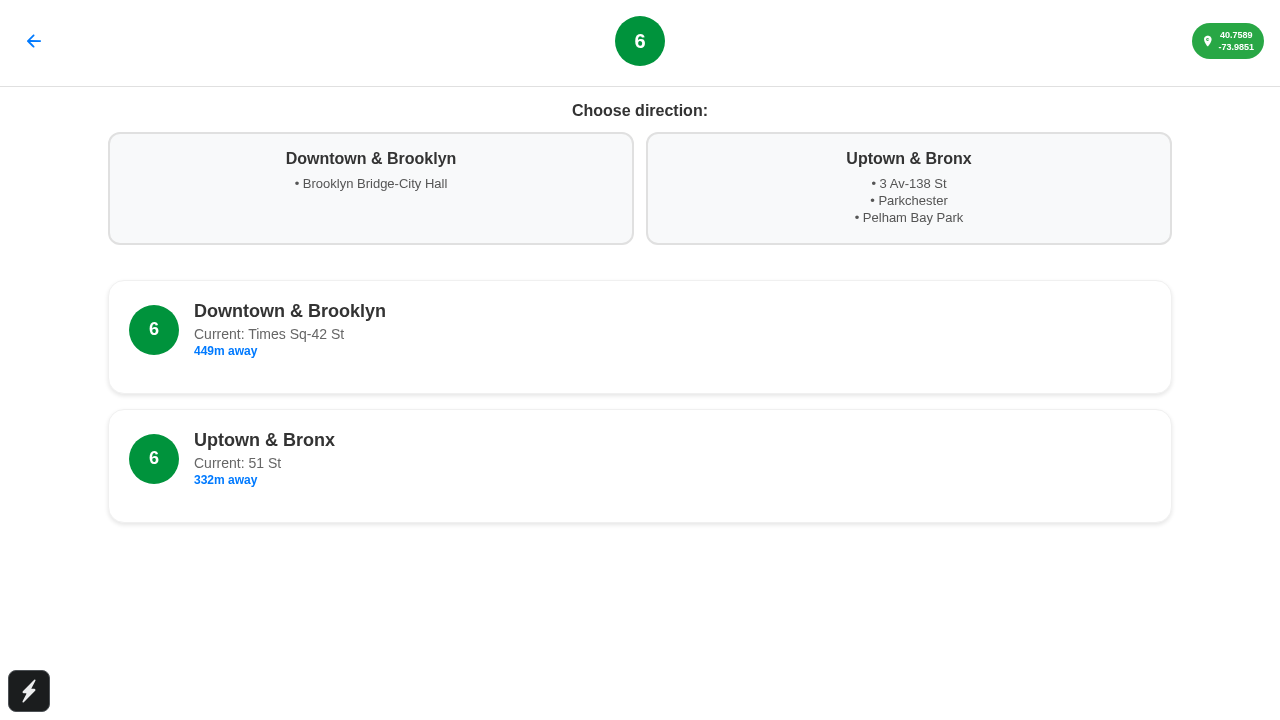 6
40.7589
-73.9851
Choose direction:
Downtown & Brooklyn
• Brooklyn Bridge-City Hall
Uptown & Bronx
• 3 Av-138 St
• Parkchester
• Pelham Bay Park
6
Downtown & Brooklyn
Current: Times Sq-42 St
449m away
6
Uptown & Bronx
Current: 51 St
332m away